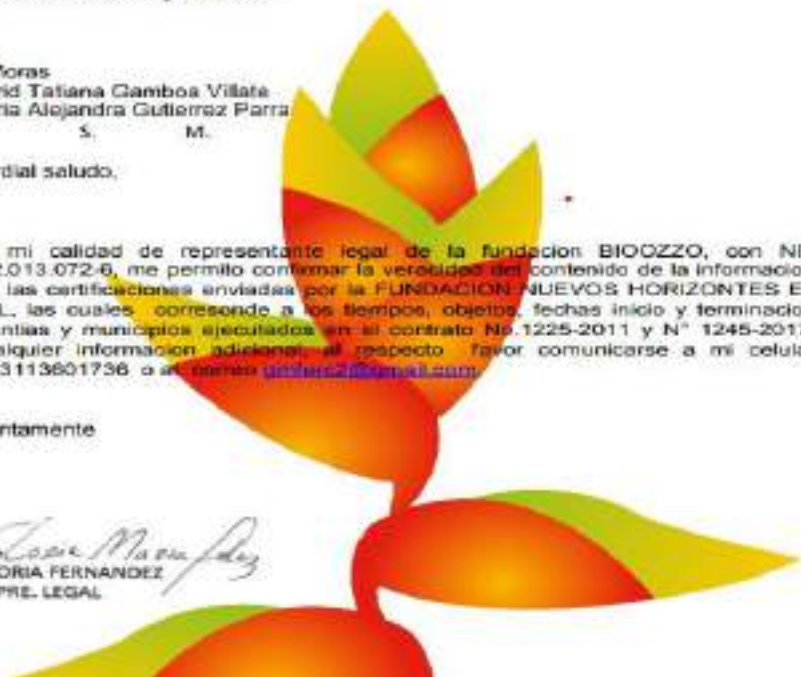 Moras
rid Tatiana Gamboa Villate
ria Alejandra Gutierrez Parra
S. M.
dial saludo,
mi calidad de representante legal de la fundacion BIOOZZO, con NI
2.013.072-6, me permito confirmar la veracidad del contenido de la informacio
las certificaciones enviadas por la FUNDACION NUEVOS HORIZONTES E
L, las cuales corresponde a los tiempos, objetos, fechas inicio y terminacio
antias y municipios ejecutados en el contrato No.1225-2011 y N° 1245-2012
alquier informacion adicional, al respecto favor comunicarse a mi celula
3113601736 o al correo
ntamente
ORIA FERNANDEZ
PRE. LEGAL